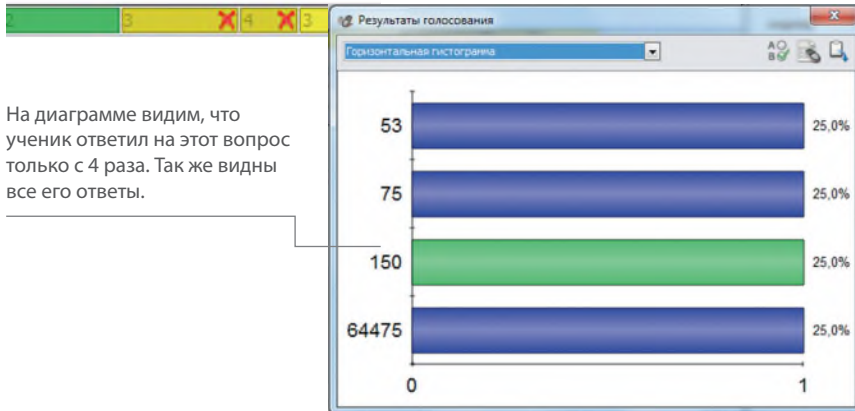 2 3 4 3
Результаты голосования
Горизонтальная гистограмма
На диаграмме видим, что
ученик ответил на этот вопрос
только с 4 раза. Так же видны
все его ответы.
53 25,0%
75 25,0%
150 25,0%
64475 25,0%
0 1